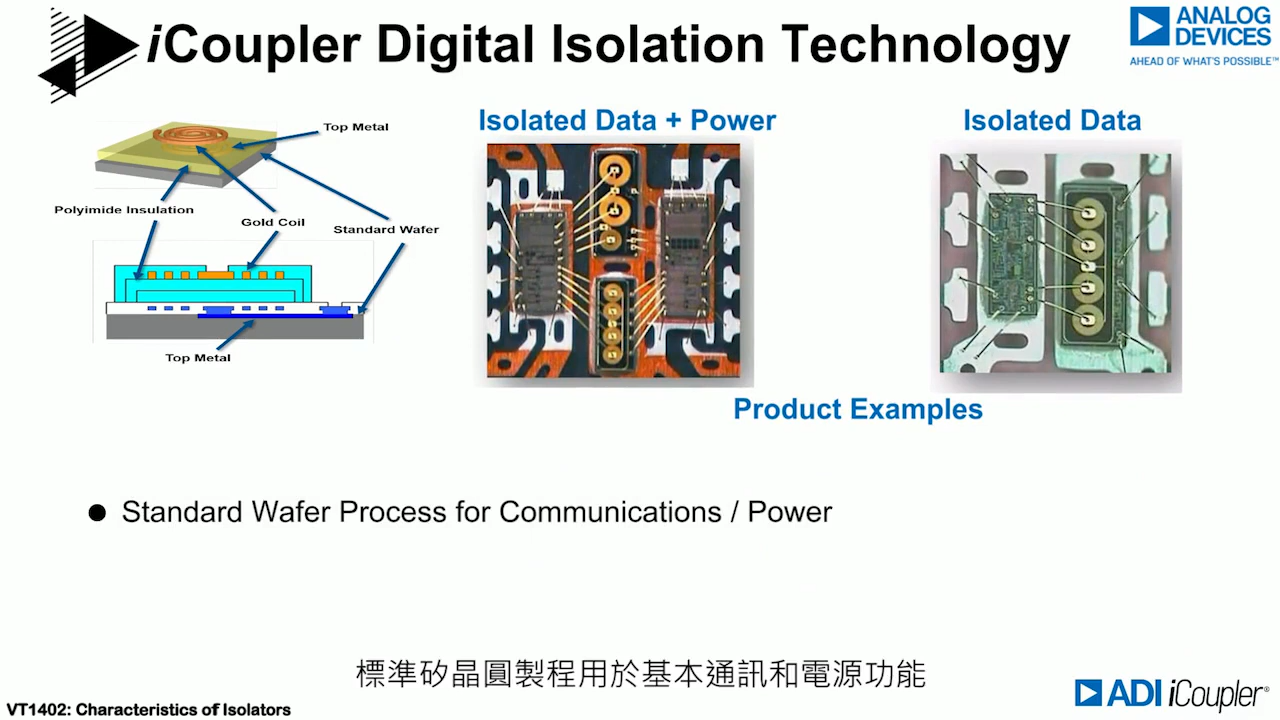 iCoupler Digital Isolation Technology
ANALOG
DEVICES
AHEAD OF WHAT'S POSSIBLE™
Isolated Data + Power
Isolated Data
Top Metal
Polyimide Insulation
Gold Coil
Standard Wafer
Top Metal
Product Examples
● Standard Wafer Process for Communications / Power
標準矽晶圓製程用於基本通訊和電源功能
VT1402: Characteristics of Isolators
ADI iCoupler®